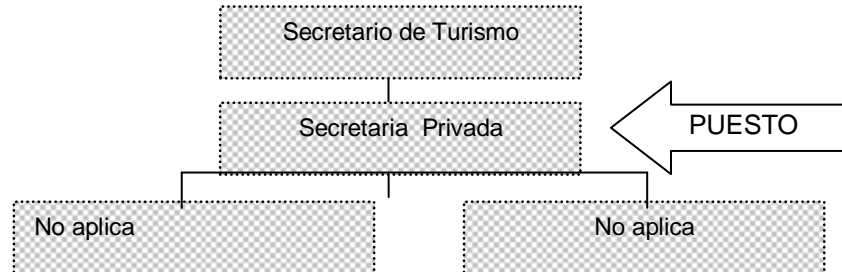 Secretario de Turismo
Secretaria Privada
PUESTO
No aplica
No aplica